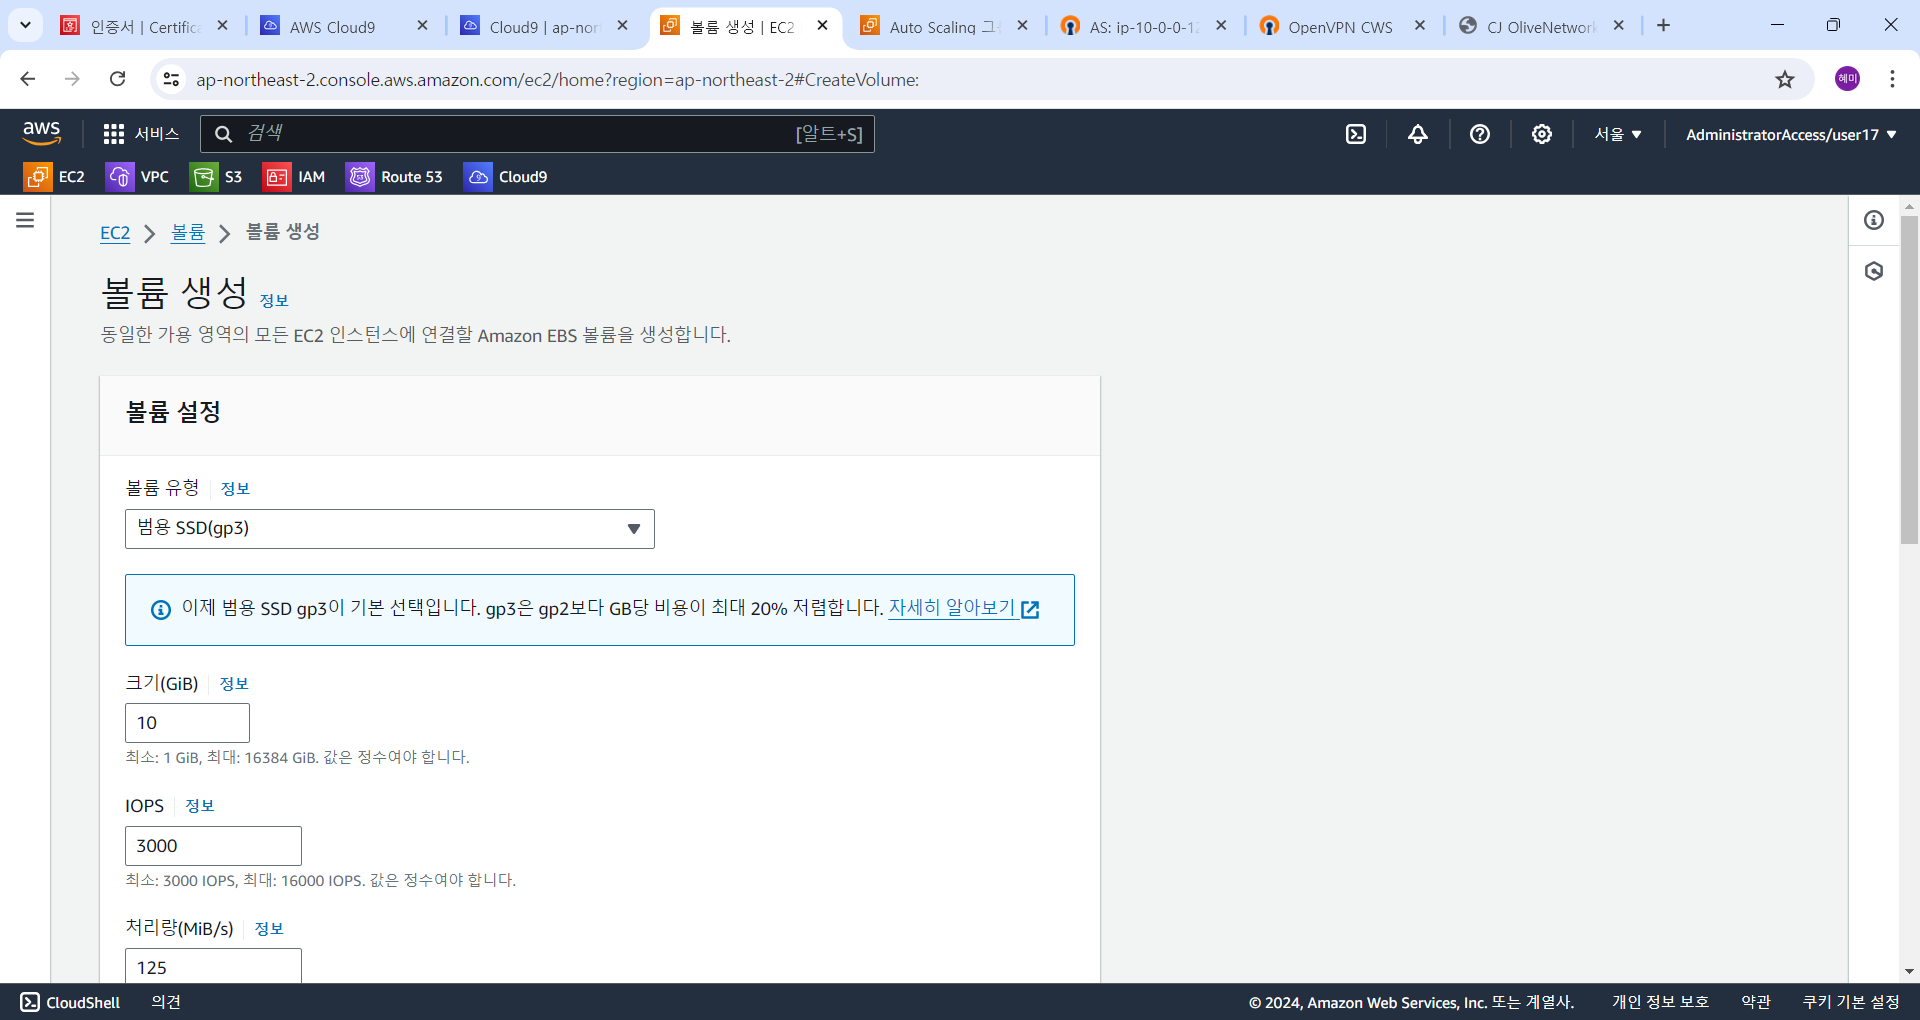 인증서 | Certific
AWS Cloud9
Cloud9 | ap-nor
볼륨 생성 | EC2
Auto Scaling 그
AS: ip-10-0-0-12
OpenVPN CWS
CJ OliveNetwork
ap-northeast-2.console.aws.amazon.com/ec2/home?region=ap-northeast-2#CreateVolume:
혜미
aws
서비스
검색
[알트+S]
서울
AdministratorAccess/user17
EC2
VPC
S3
IAM
Route 53
Cloud9
EC2
볼륨
볼륨 생성
볼륨 생성 정보
동일한 가용 영역의 모든 EC2 인스턴스에 연결할 Amazon EBS 볼륨을 생성합니다.
볼륨 설정
볼륨 유형 정보
범용 SSD(gp3)
이제 범용 SSD gp3이 기본 선택입니다. gp3은 gp2보다 GB당 비용이 최대 20% 저렴합니다. 자세히 알아보기
크기(GiB) 정보
10
최소: 1 GiB, 최대: 16384 GiB. 값은 정수여야 합니다.
IOPS 정보
3000
최소: 3000 IOPS, 최대: 16000 IOPS. 값은 정수여야 합니다.
처리량(MiB/s) 정보
125
CloudShell
의견
© 2024, Amazon Web Services, Inc. 또는 계열사.
개인 정보 보호
약관
쿠키 기본 설정